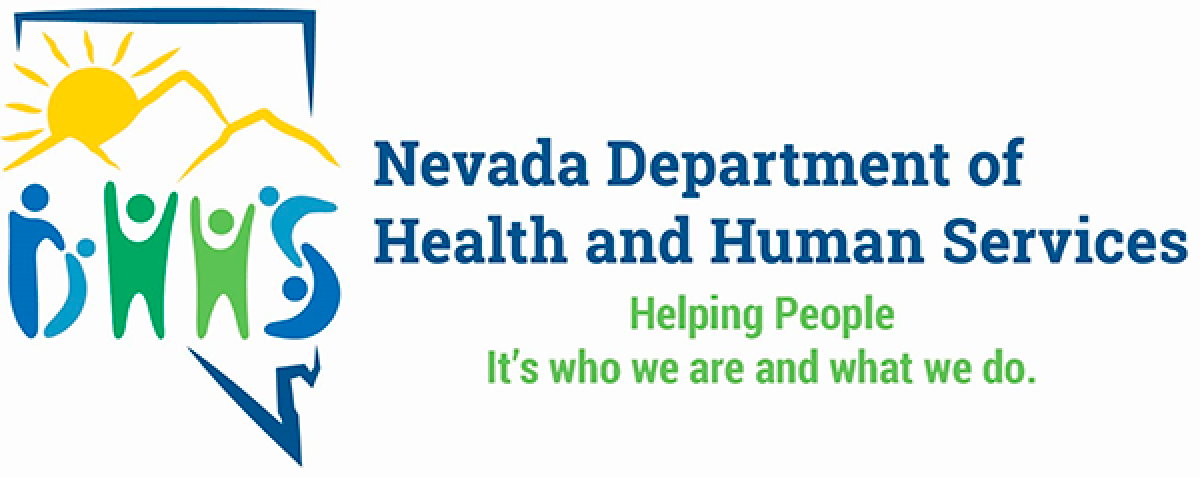 DHHS
Nevada Department of
Health and Human Services
Helping People
It's who we are and what we do.